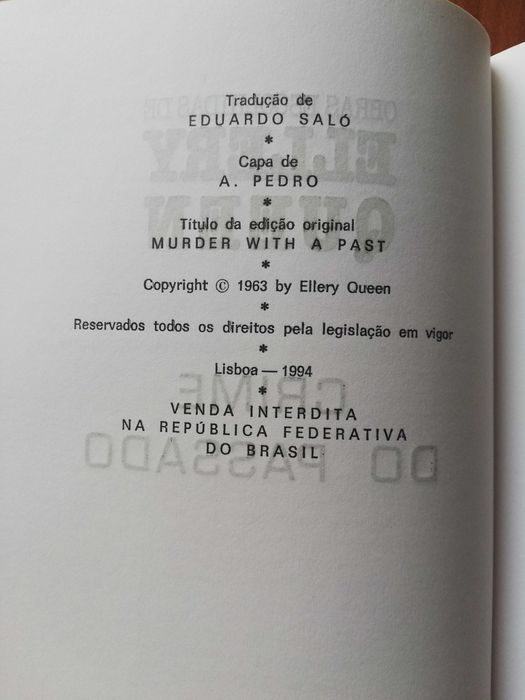 Tradução de
EDUARDO SALÓ
*
Capa de
A. PEDRO
*
Título da edição original
MURDER WITH A PAST
*
Copyright © 1963 by Ellery Queen
*
Reservados todos os direitos pela legislação em vigor
*
Lisboa — 1994
*
VENDA INTERDITA
NA REPÚBLICA FEDERATIVA
DO BRASIL